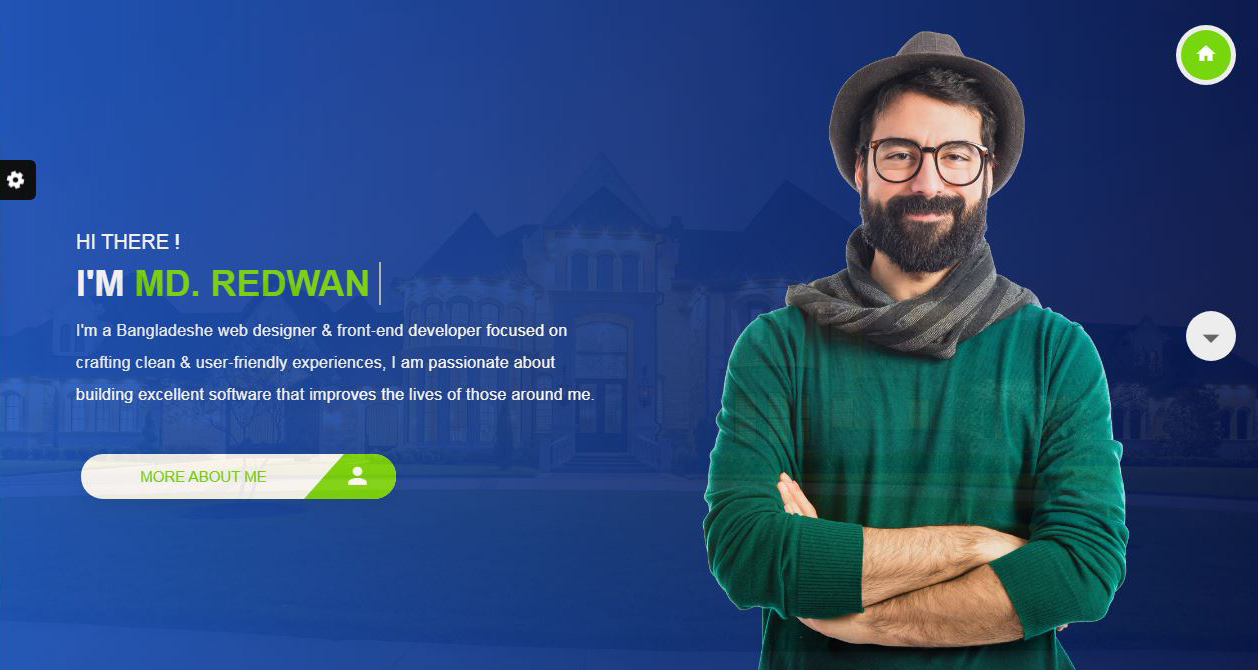 HI THERE !
I'M MD. REDWAN
I'm a Bangladeshe web designer & front-end developer focused on
crafting clean & user-friendly experiences, I am passionate about
building excellent software that improves the lives of those around me.
MORE ABOUT ME